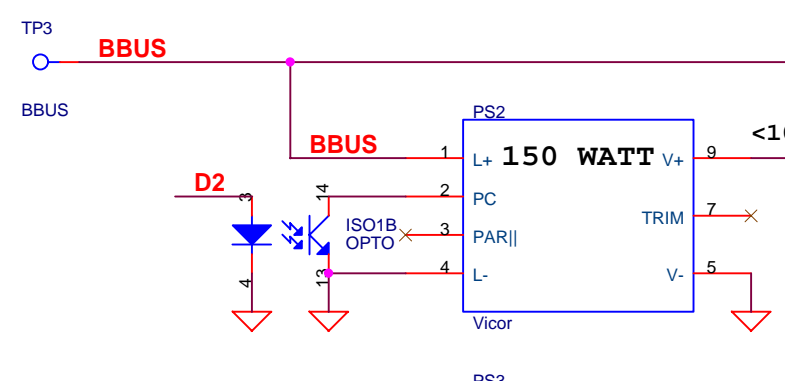 TP3
BBUS
BBUS
PS2
BBUS
1
L+
150 WATT
V+
9
D2
3
14
2
PC
ISO1B
OPTO
3
PAR||
TRIM
7
4
13
4
L-
V-
5
Vicor